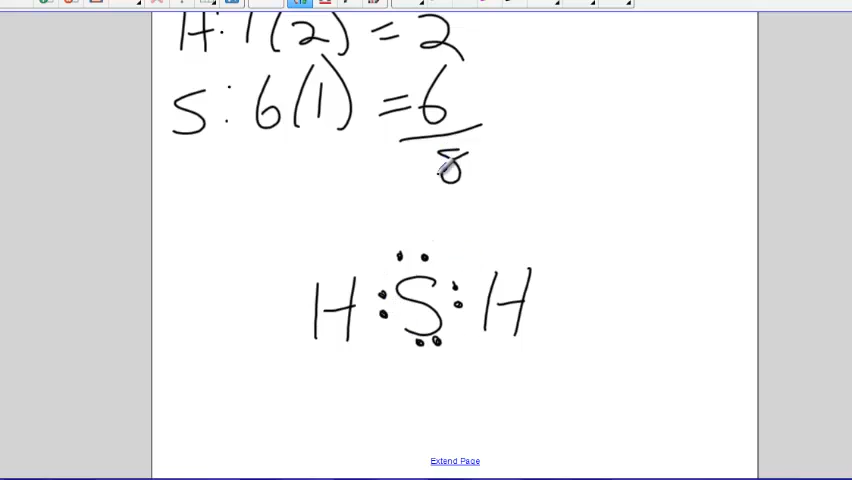 H: 1(2) = 2
S: 6(1) = 6
8
H : S : H
Extend Page